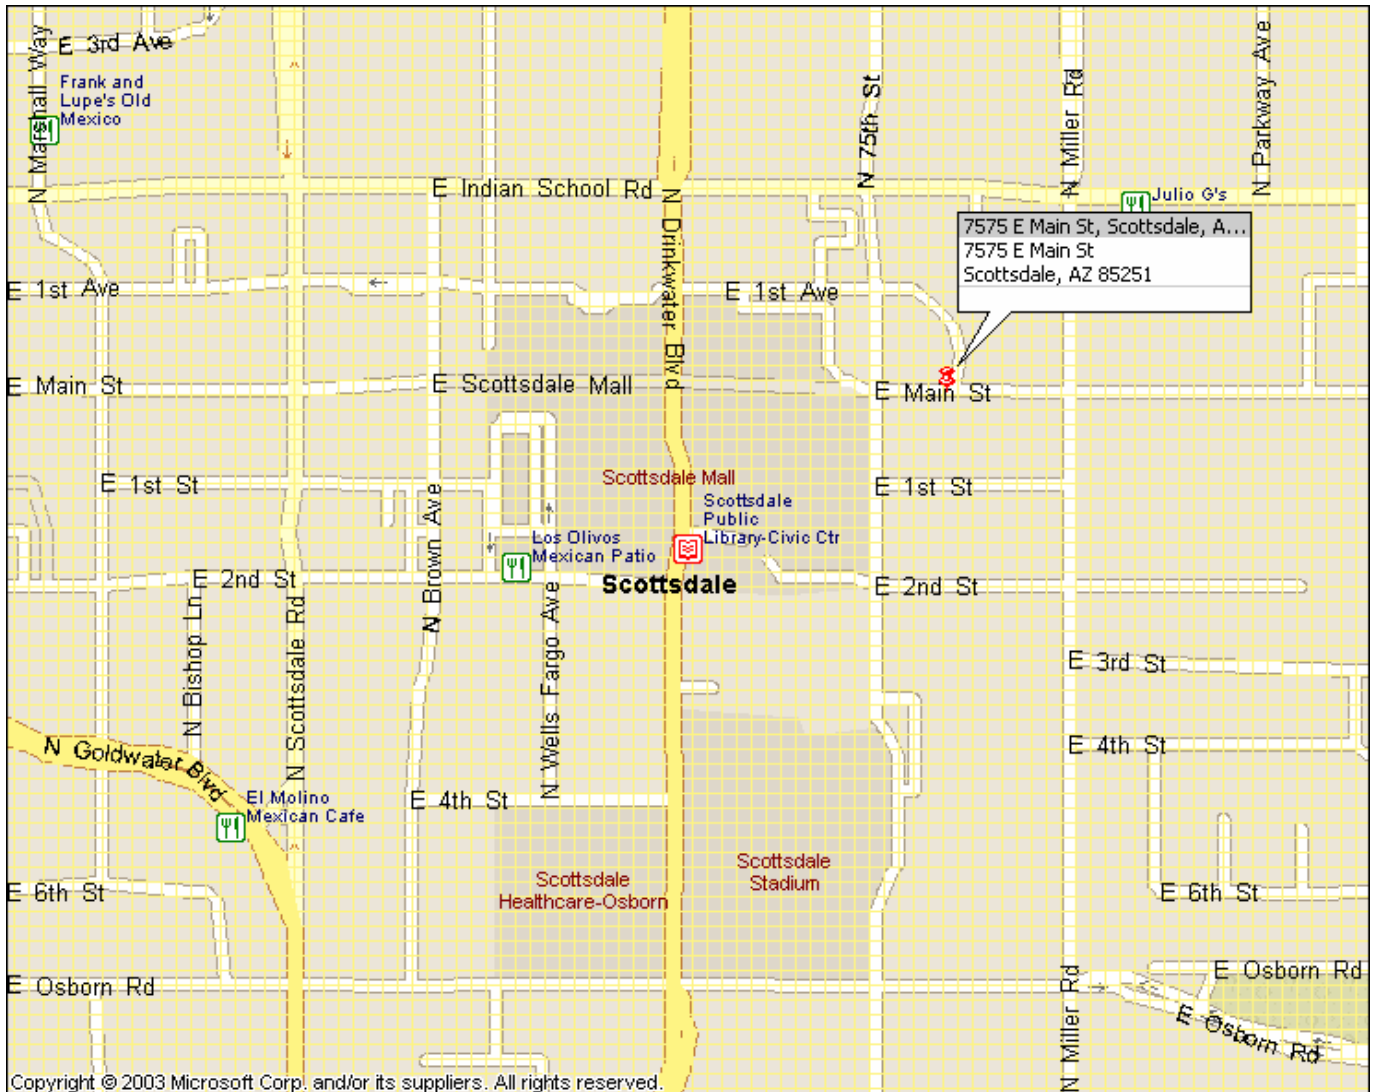 N Marshall Way
E 3rd Ave
Frank and
Lupe's Old
Mexico
N 75th St
N Miller Rd
N Parkway Ave
E Indian School Rd
Julio G's
7575 E Main St, Scottsdale, A...
7575 E Main St
Scottsdale, AZ 85251
N Drinkwater Blvd
E 1st Ave
E 1st Ave
E Main St
E Scottsdale Mall
E Main St
Scottsdale Mall
E 1st St
E 1st St
Scottsdale
Public
Library-Civic Ctr
N Brown Ave
Los Olivos
Mexican Patio
Scottsdale
E 2nd St
E 2nd St
N Bishop Ln
N Scottsdale Rd
N Wells Fargo Ave
E 3rd St
N Goldwater Blvd
E 4th St
El Molino
Mexican Cafe
E 4th St
Scottsdale
Stadium
Scottsdale
Healthcare-Osborn
E 6th St
E 6th St
E Osborn Rd
E Osborn Rd
N Miller Rd
E Osborn Rd
Copyright © 2003 Microsoft Corp. and/or its suppliers. All rights reserved.